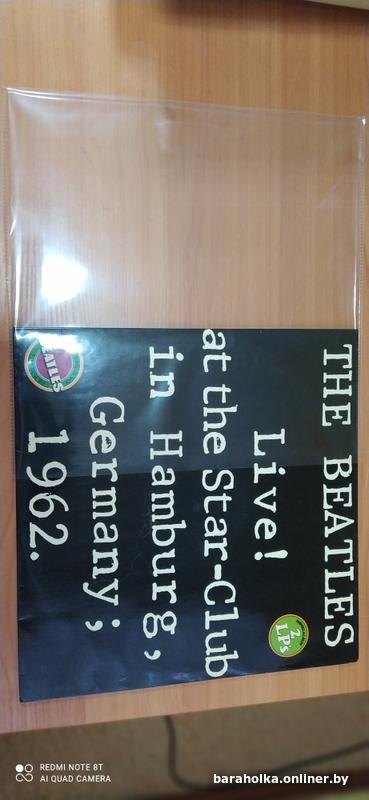 THE BEATLES
Live!
at the Star-Club
in Hamburg,
Germany;
1962.
2
LP's
BEATLES
REDMI NOTE 8T
AI QUAD CAMERA
baraholka.onliner.by